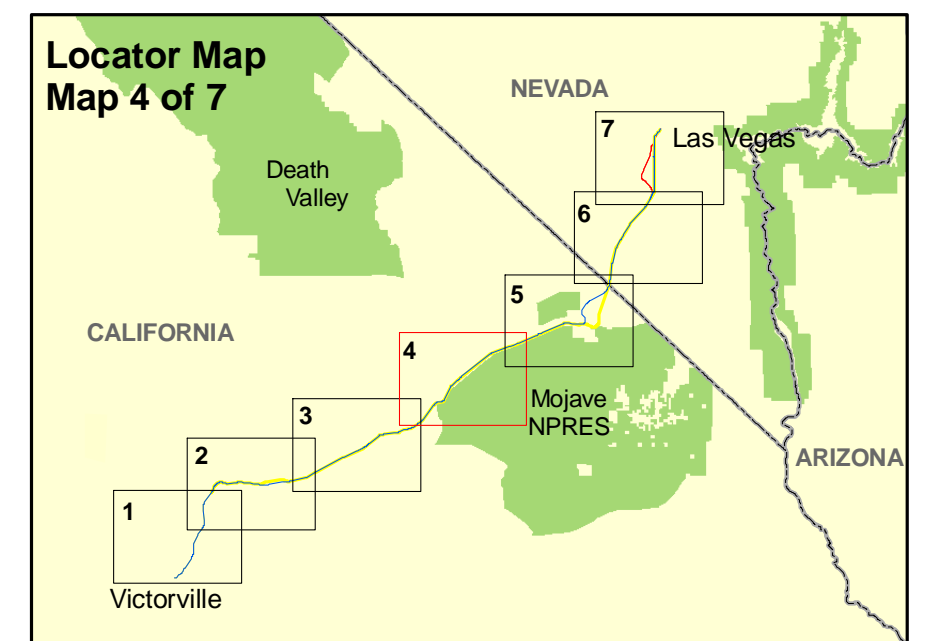 Locator Map
Map 4 of 7
NEVADA
7
Las Vegas
Death
Valley
6
5
CALIFORNIA
4
Mojave
NPRES
3
ARIZONA
2
1
Victorville